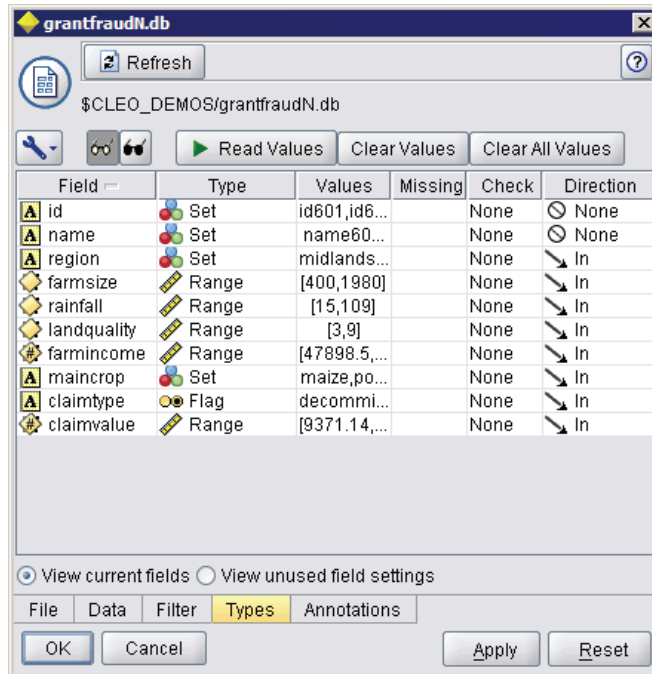 grantfraudN.db
Refresh
$CLEO_DEMOS/grantfraudN.db
Read Values Clear Values Clear All Values
Field Type Values Missing Check Direction
A id Set id601,id6... None None
A name Set name60... None None
A region Set midlands... None In
farmsize Range [400,1980] None In
rainfall Range [15,109] None In
landquality Range [3,9] None In
# farmincome Range [47898.5,... None In
A maincrop Set maize,po... None In
A claimtype Flag decommi... None In
# claimvalue Range [9371.14,... None In
View current fields View unused field settings
File Data Filter Types Annotations
OK Cancel Apply Reset